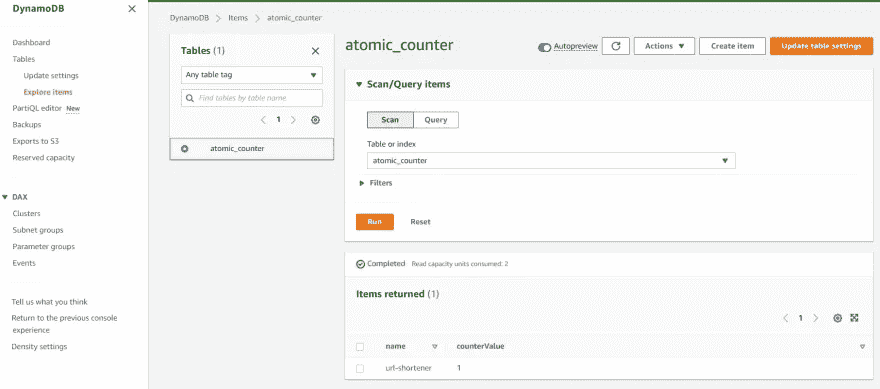 DynamoDB
Dashboard
Tables
Update settings
Explore items
PartiQL editor New
Backups
Exports to S3
Reserved capacity
DAX
Clusters
Subnet groups
Parameter groups
Events
Tell us what you think
Return to the previous console
experience
Density settings
DynamoDB > Items > atomic_counter
Tables (1)
Any table tag
Find tables by table name
1
atomic_counter
atomic_counter
Autopreview
Actions
Create item
Update table settings
Scan/Query items
Scan Query
Table or index
atomic_counter
Filters
Run Reset
Completed Read capacity units consumed: 2
Items returned (1)
1
name counterValue
url-shortener 1